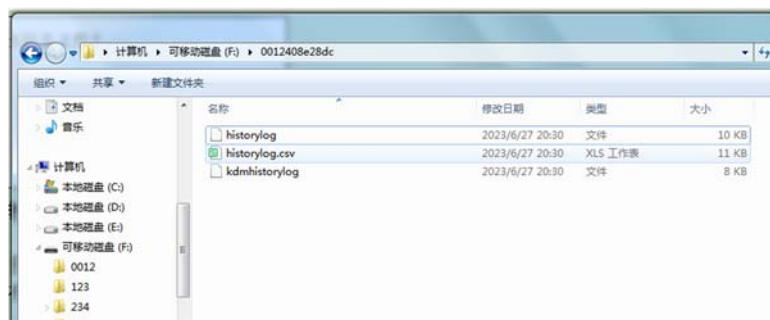 计算机 可移动磁盘 (F:) 0012408e28dc
组织 共享 新建文件夹
文档
音乐
计算机
本地磁盘 (C:)
本地磁盘 (D:)
本地磁盘 (E:)
可移动磁盘 (F:)
0012
123
234
名称 修改日期 类型 大小
historylog 2023/6/27 20:30 文件 10 KB
historylog.csv 2023/6/27 20:30 XLS 工作表 11 KB
kdmhistorylog 2023/6/27 20:30 文件 8 KB